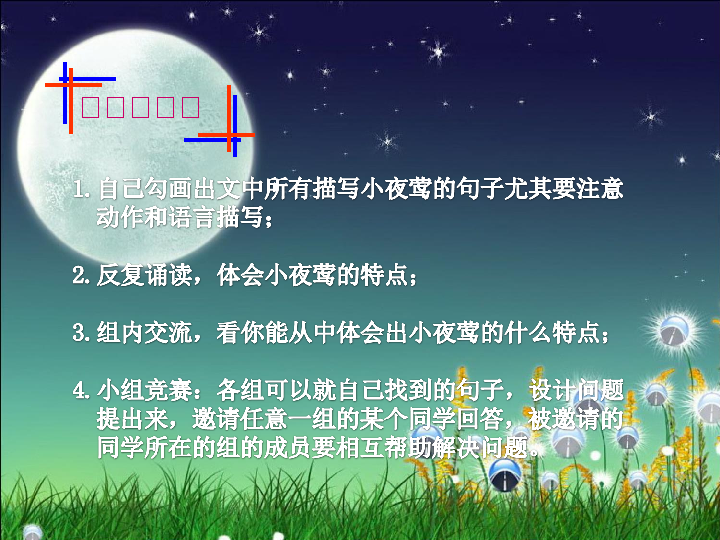 1.自己勾画出文中所有描写小夜莺的句子尤其要注意
动作和语言描写；
2.反复诵读，体会小夜莺的特点；
3.组内交流，看你能从中体会出小夜莺的什么特点；
4.小组竞赛：各组可以就自己找到的句子，设计问题
提出来，邀请任意一组的某个同学回答，被邀请的
同学所在的组的成员要相互帮助解决问题。